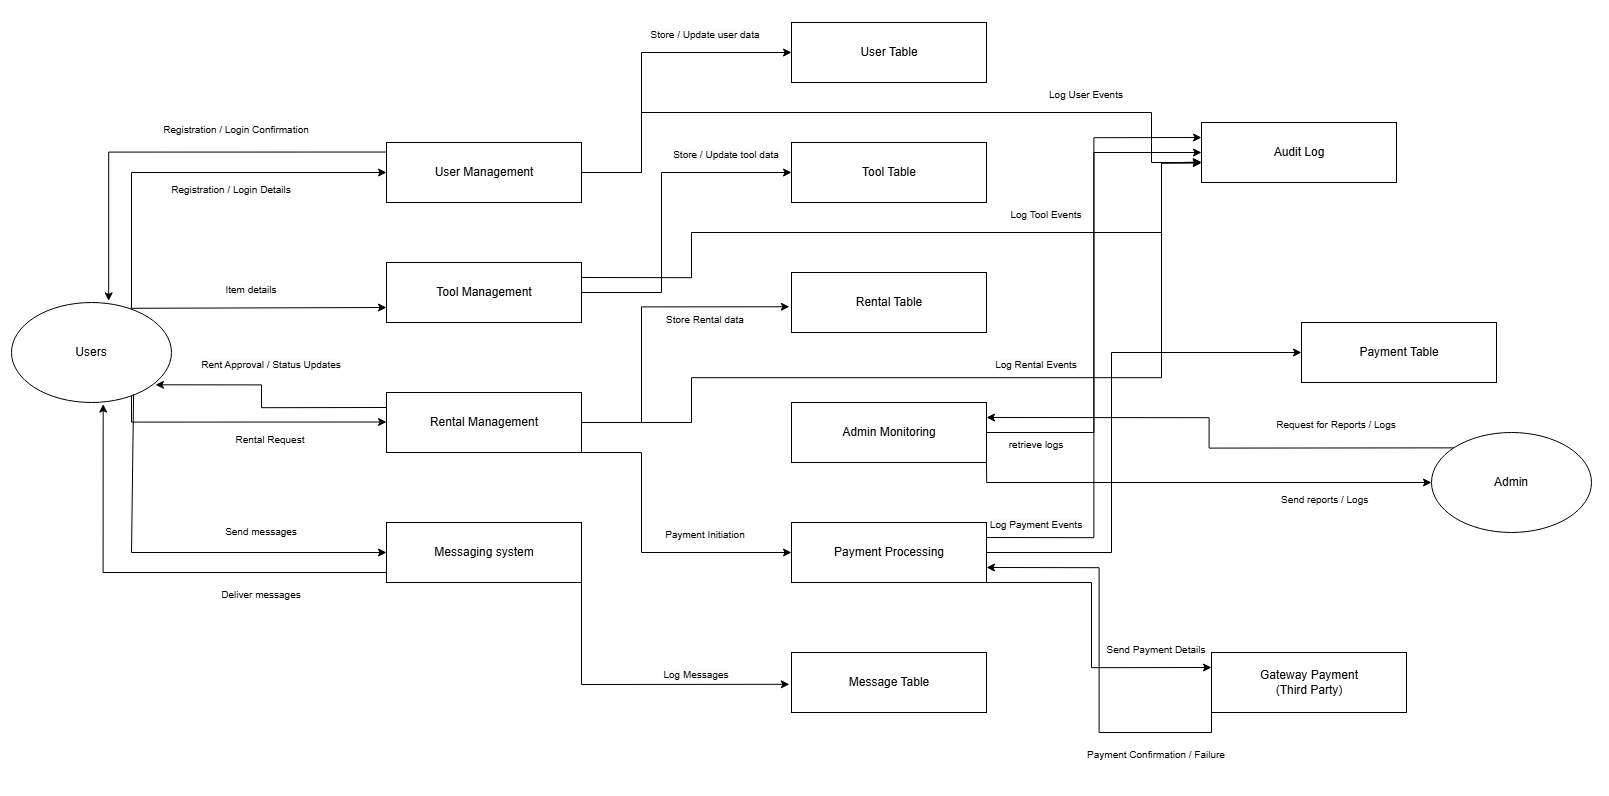 Store / Update user data
User Table
Log User Events
Registration / Login Confirmation
Store / Update tool data
Audit Log
User Management
Tool Table
Registration / Login Details
Log Tool Events
Item details
Tool Management
Rental Table
Store Rental data
Users
Payment Table
Rent Approval / Status Updates
Log Rental Events
Rental Management
Admin Monitoring
Request for Reports / Logs
Rental Request
retrieve logs
Admin
Send reports / Logs
Send messages
Messaging system
Payment Initiation
Log Payment Events
Payment Processing
Deliver messages
Send Payment Details
Log Messages
Message Table
Gateway Payment
(Third Party)
Payment Confirmation / Failure